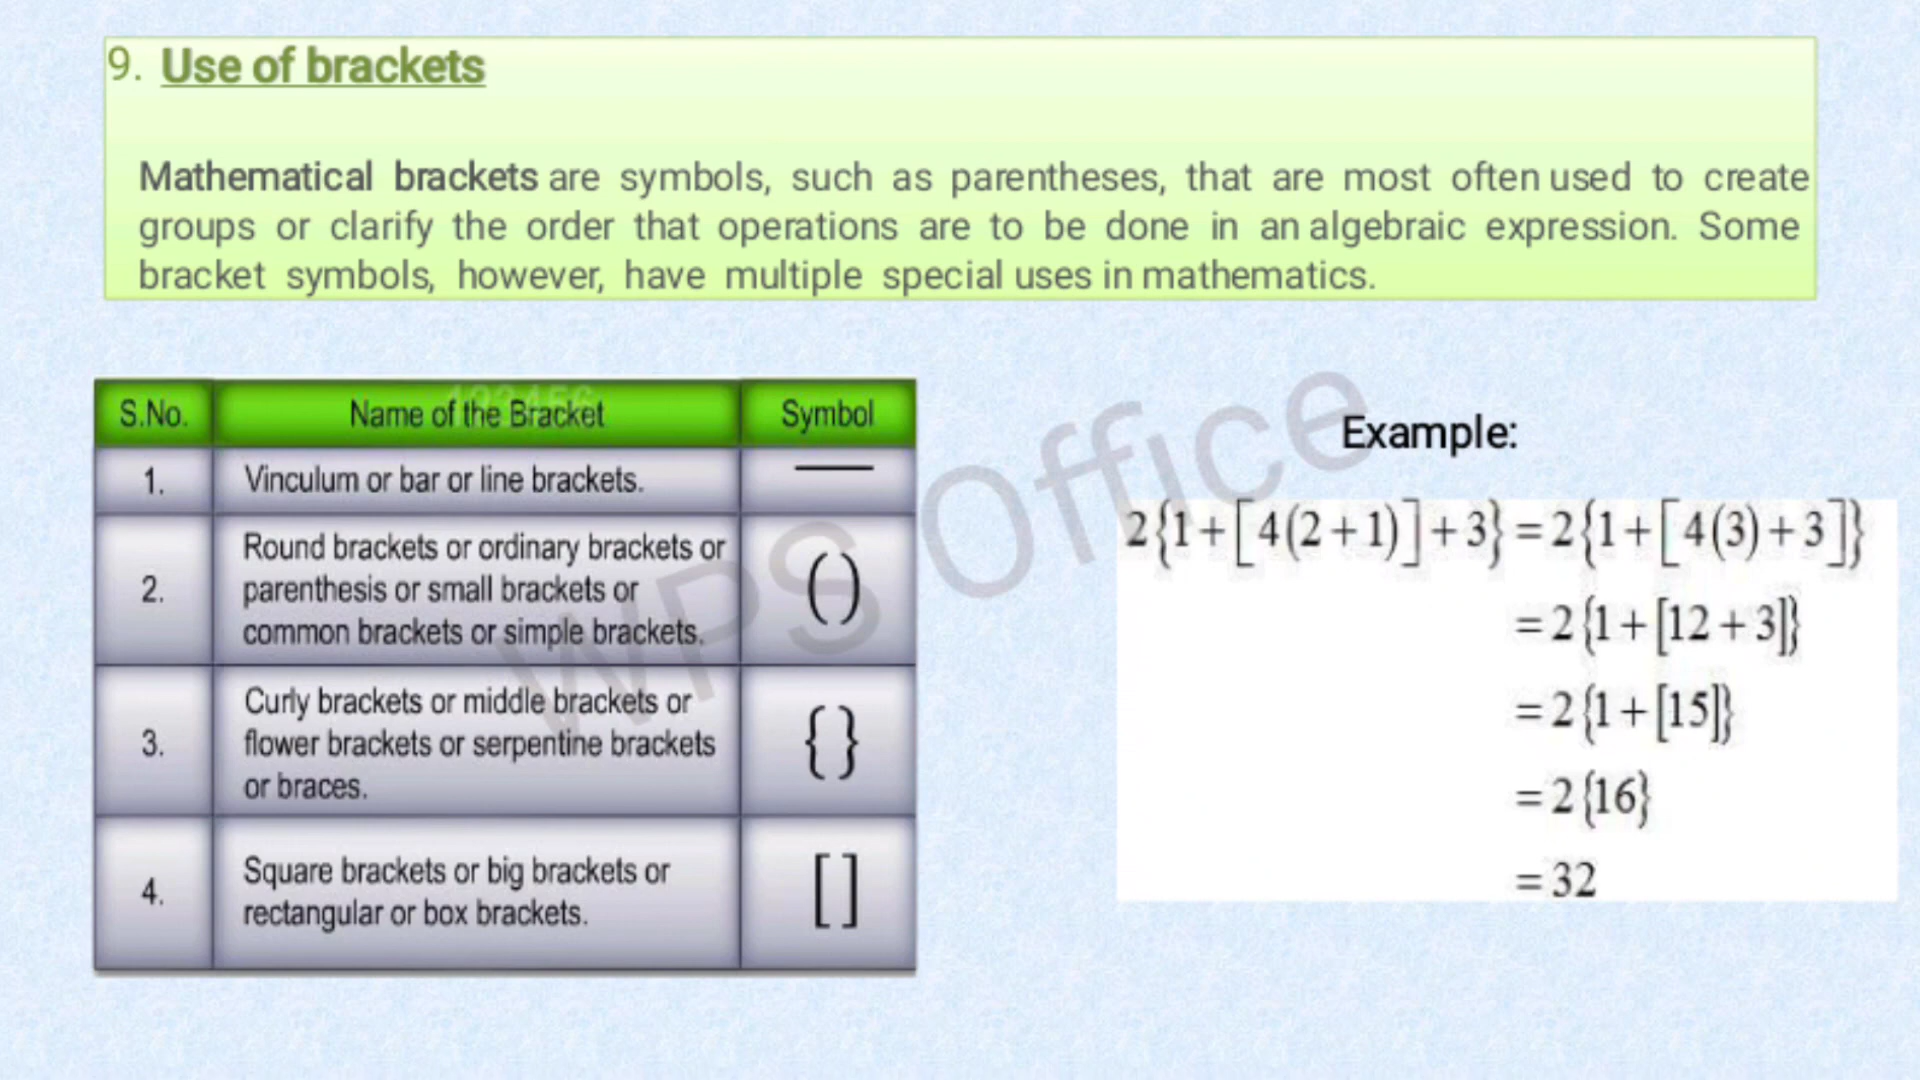 9. Use of brackets
Mathematical brackets are symbols, such as parentheses, that are most often used to create
groups or clarify the order that operations are to be done in an algebraic expression. Some
bracket symbols, however, have multiple special uses in mathematics.
S.No. Name of the Bracket Symbol
1. Vinculum or bar or line brackets. —
2. Round brackets or ordinary brackets or
parenthesis or small brackets or
common brackets or simple brackets. ()
3. Curly brackets or middle brackets or
flower brackets or serpentine brackets
or braces. {}
4. Square brackets or big brackets or
rectangular or box brackets. []
Example:
2{1+[4(2+1)]+3}=2{1+[4(3)+3]}
=2{1+[12+3]}
=2{1+[15]}
=2{16}
=32
WPS Office